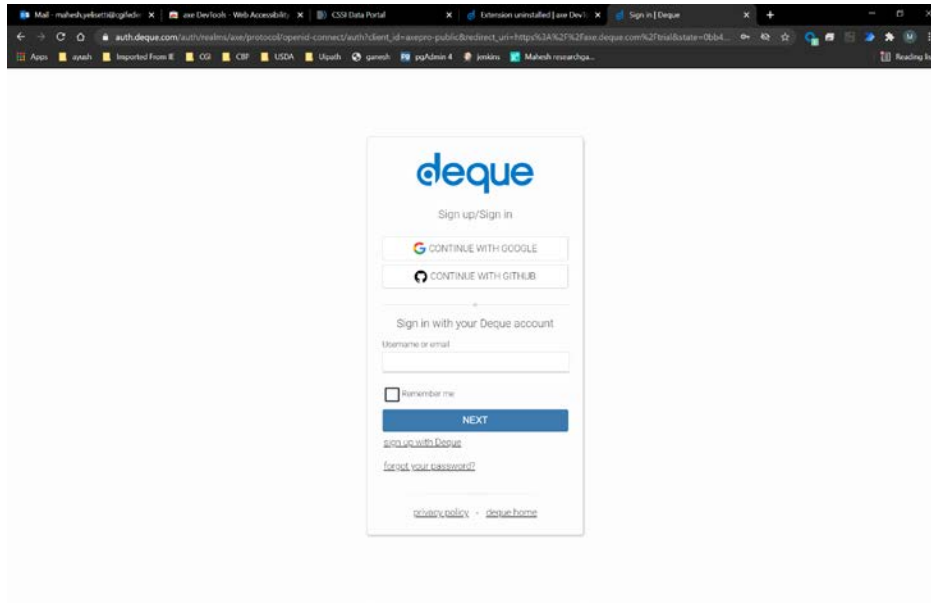 Mail - mahesh.yelisetti@cgifeder
axe DevTools - Web Accessibility
CSSI Data Portal
Extension uninstalled | axe DevT
Sign in | Deque
auth.deque.com/auth/realms/axe/protocol/openid-connect/auth?client_id=axepro-public&redirect_uri=https%3A%2F%2Faxe.deque.com%2Ftrial&state=0bb4...
Apps
ayush
Imported From IE
CGI
CBP
USDA
Uipath
ganesh
pgAdmin 4
jenkins
Mahesh researchga...
Reading lis
deque
Sign up/Sign in
CONTINUE WITH GOOGLE
CONTINUE WITH GITHUB
Sign in with your Deque account
Username or email
Remember me
NEXT
sign up with Deque
forgot your password?
privacy policy - deque home